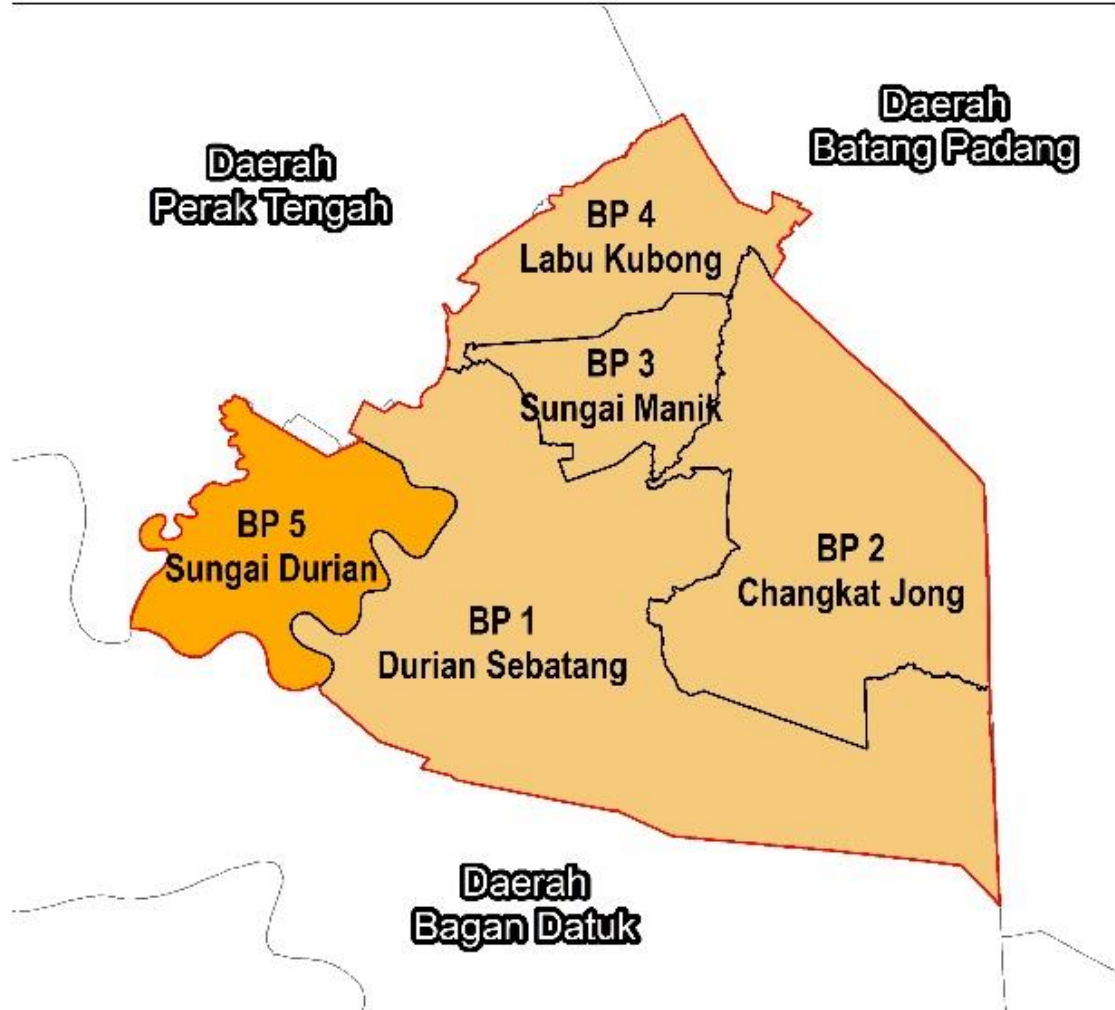 Daerah
Batang Padang
Daerah
Perak Tengah
BP 4
Labu Kubong
BP 3
Sungai Manik
BP 5
Sungai Durian
BP 2
Changkat Jong
BP 1
Durian Sebatang
Daerah
Bagan Datuk